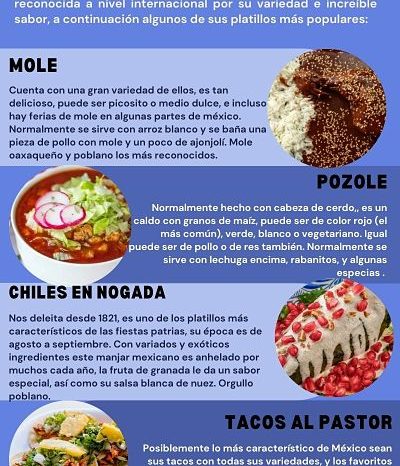 reconocida a nivel internacional por su variedad e increíble
sabor, a continuación algunos de sus platillos más populares:
MOLE
Cuenta con una gran variedad de ellos, es tan
delicioso, puede ser picosito o medio dulce, e incluso
hay ferias de mole en algunas partes de méxico.
Normalmente se sirve con arroz blanco y se baña una
pieza de pollo con mole y un poco de ajonjolí. Mole
oaxaqueño y poblano los más reconocidos.
POZOLE
Normalmente hecho con cabeza de cerdo,, es un
caldo con granos de maíz, puede ser de color rojo (el
más común), verde, blanco o vegetariano. Igual
puede ser de pollo o de res también. Normalmente se
sirve con lechuga encima, rabanitos, y algunas
especias .
CHILES EN NOGADA
Nos deleita desde 1821, es uno de los platillos más
característicos de las fiestas patrias, su época es de
agosto a septiembre. Con variados y exóticos
ingredientes este manjar mexicano es anhelado por
muchos cada año, la fruta de granada le da un sabor
especial, así como su salsa blanca de nuez. Orgullo
poblano.
TACOS AL PASTOR
Posiblemente lo más característico de México sean
sus tacos con todas sus variedades, y los favoritos